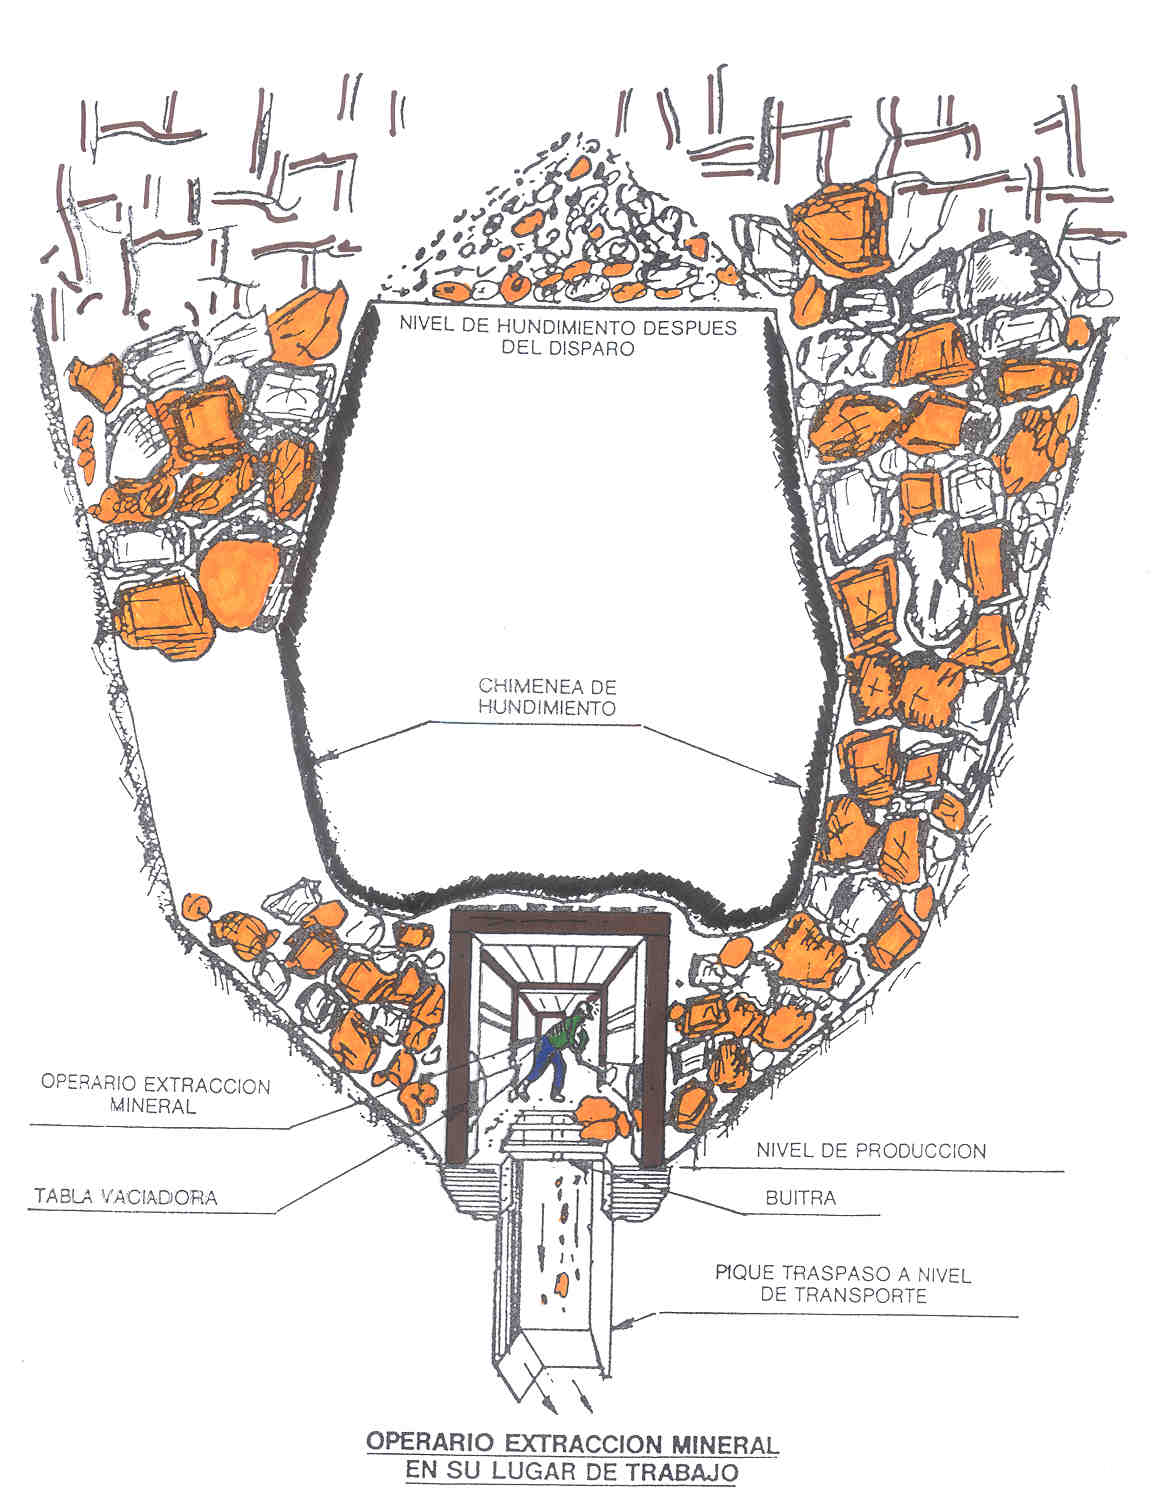 NIVEL DE HUNDIMIENTO DESPUES
DEL DISPARO
CHIMENEA DE
HUNDIMIENTO
OPERARIO EXTRACCION
MINERAL
TABLA VACIADORA
NIVEL DE PRODUCCION
BUITRA
PIQUE TRASPASO A NIVEL
DE TRANSPORTE
OPERARIO EXTRACCION MINERAL
EN SU LUGAR DE TRABAJO